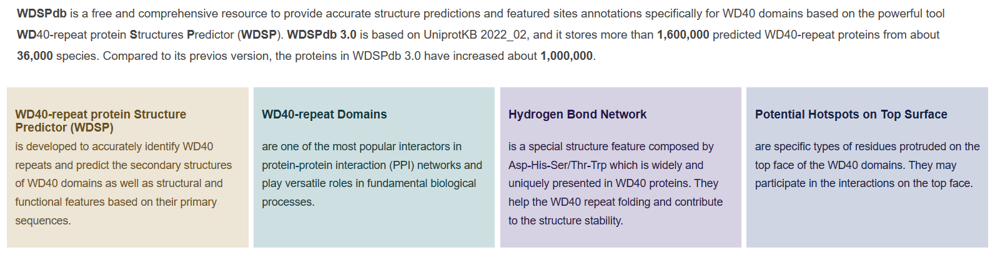 WDSPdb is a free and comprehensive resource to provide accurate structure predictions and featured sites annotations specifically for WD40 domains based on the powerful tool
WD40-repeat protein Structures Predictor (WDSP). WDSPdb 3.0 is based on UniprotKB 2022_02, and it stores more than 1,600,000 predicted WD40-repeat proteins from about
36,000 species. Compared to its previos version, the proteins in WDSPdb 3.0 have increased about 1,000,000.
WD40-repeat protein Structure
Predictor (WDSP)
is developed to accurately identify WD40
repeats and predict the secondary structures
of WD40 domains as well as structural and
functional features based on their primary
sequences.
WD40-repeat Domains
are one of the most popular interactors in
protein-protein interaction (PPI) networks and
play versatile roles in fundamental biological
processes.
Hydrogen Bond Network
is a special structure feature composed by
Asp-His-Ser/Thr-Trp which is widely and
uniquely presented in WD40 proteins. They
help the WD40 repeat folding and contribute
to the structure stability.
Potential Hotspots on Top Surface
are specific types of residues protruded on the
top face of the WD40 domains. They may
participate in the interactions on the top face.